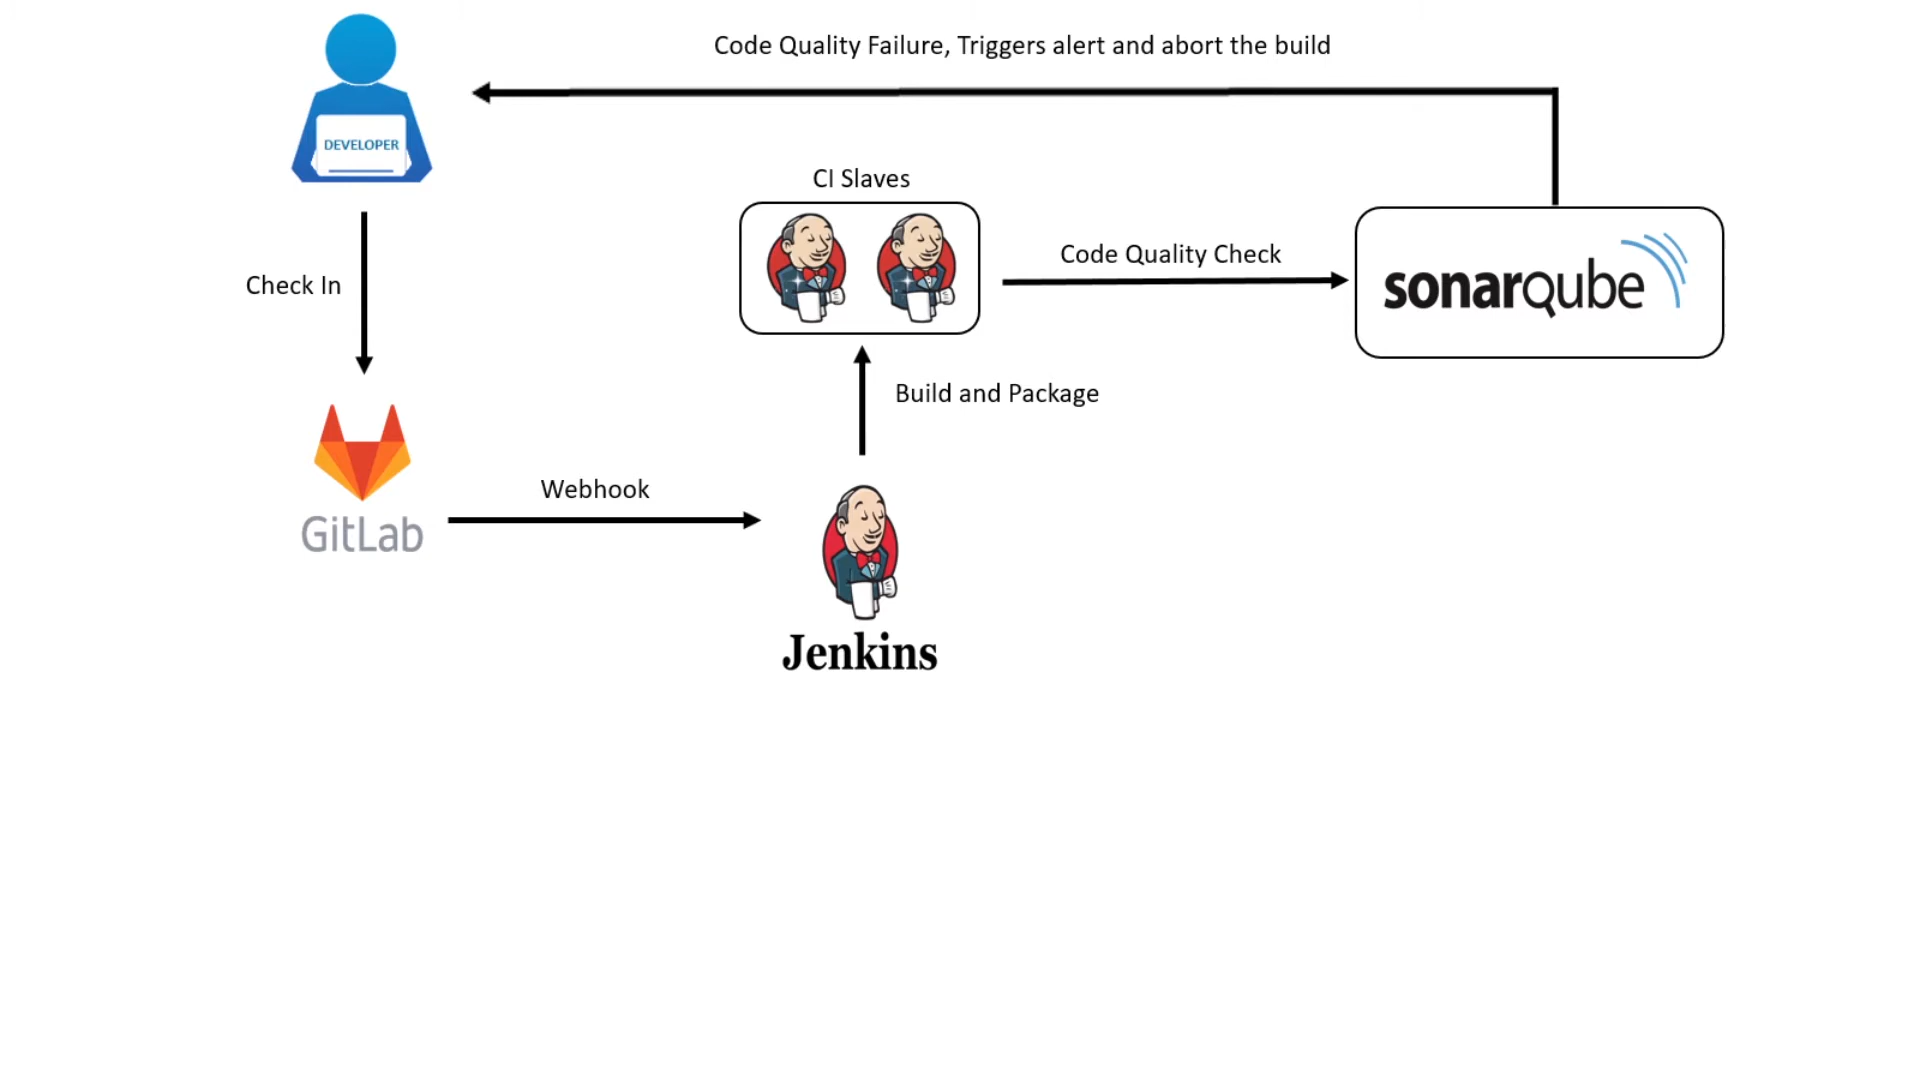 Code Quality Failure, Triggers alert and abort the build
DEVELOPER
CI Slaves
Check In
Code Quality Check
sonarqube
Build and Package
Webhook
GitLab
Jenkins